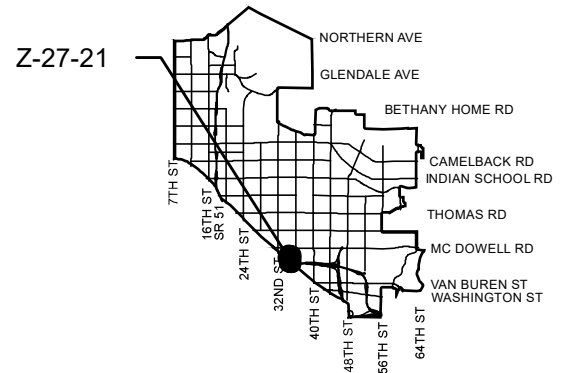 Z-27-21
NORTHERN AVE
GLENDALE AVE
BETHANY HOME RD
CAMELBACK RD
INDIAN SCHOOL RD
THOMAS RD
MC DOWELL RD
VAN BUREN ST
WASHINGTON ST
7TH ST
16TH ST
SR 51
24TH ST
32ND ST
40TH ST
48TH ST
56TH ST
64TH ST